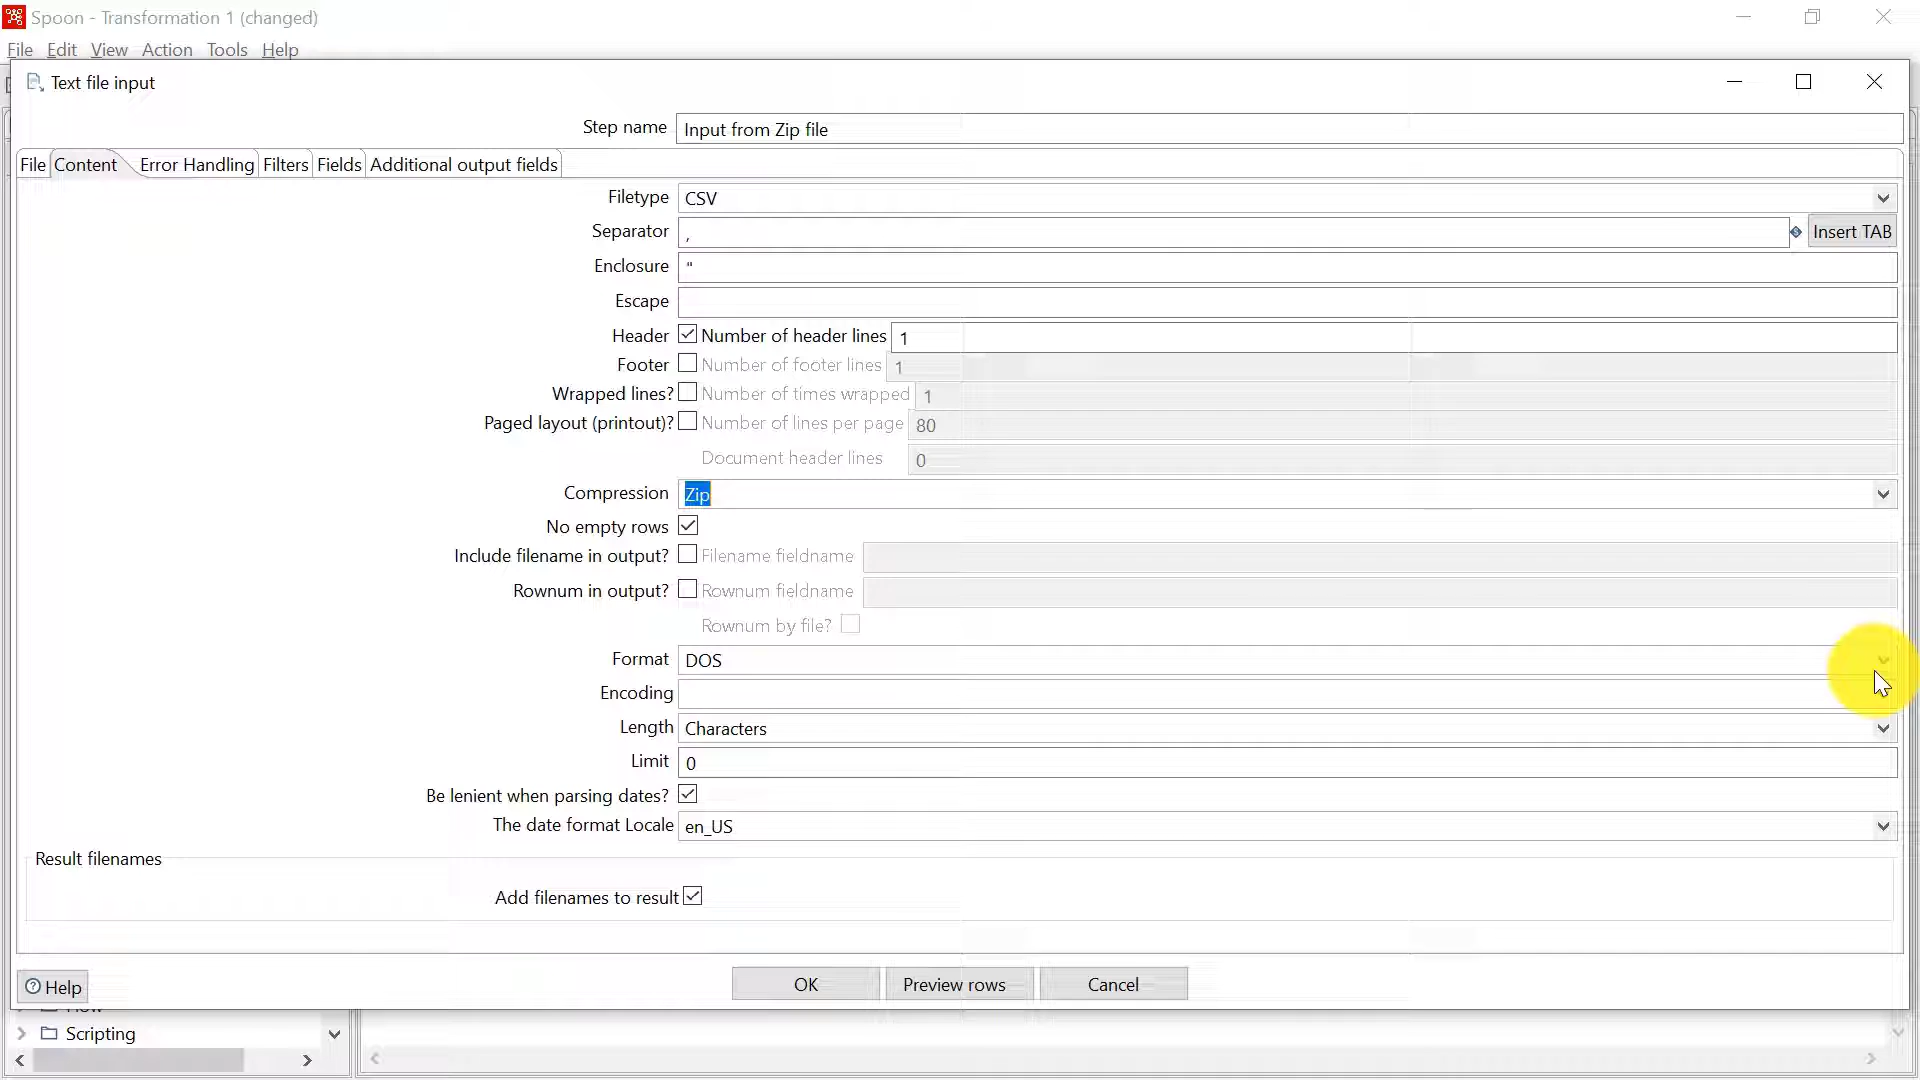 Spoon - Transformation 1 (changed)
File Edit View Action Tools Help
Text file input
Step name Input from Zip file
File Content Error Handling Filters Fields Additional output fields
Filetype CSV
Separator , Insert TAB
Enclosure "
Escape
Header Number of header lines 1
Footer Number of footer lines 1
Wrapped lines? Number of times wrapped 1
Paged layout (printout)? Number of lines per page 80
Document header lines 0
Compression Zip
No empty rows
Include filename in output? Filename fieldname
Rownum in output? Rownum fieldname
Rownum by file?
Format DOS
Encoding
Length Characters
Limit 0
Be lenient when parsing dates?
The date format Locale en_US
Result filenames
Add filenames to result
Help OK Preview rows Cancel
Scripting